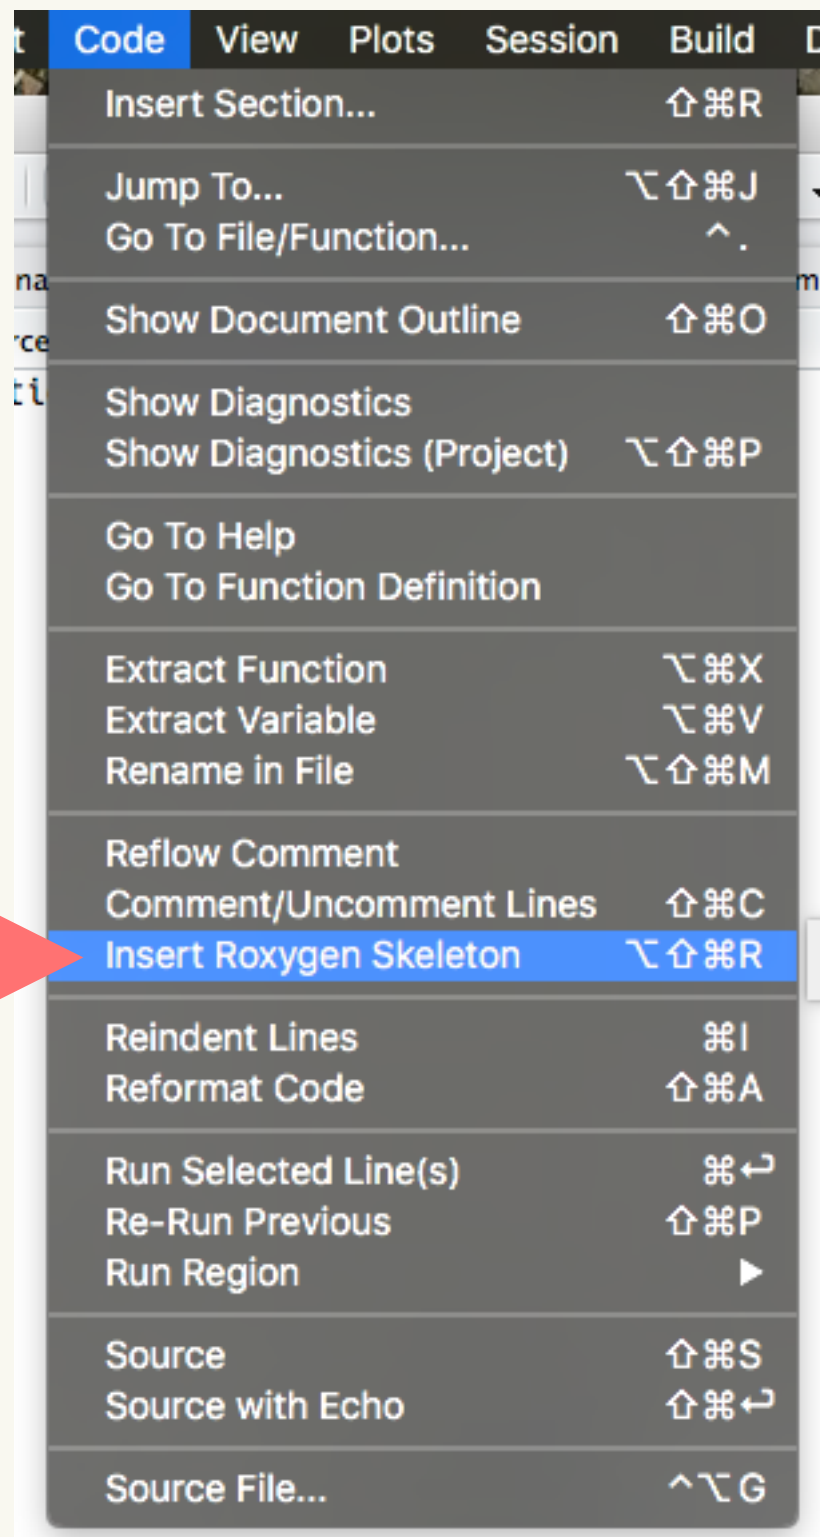 t Code View Plots Session Build D
Insert Section... ⇧⌘R
Jump To... ⌥⇧⌘J
Go To File/Function... ^.
na m
Show Document Outline ⇧⌘O
rce
ti
Show Diagnostics
Show Diagnostics (Project) ⌥⇧⌘P
Go To Help
Go To Function Definition
Extract Function ⌥⌘X
Extract Variable ⌥⌘V
Rename in File ⌥⇧⌘M
Reflow Comment
Comment/Uncomment Lines ⇧⌘C
Insert Roxygen Skeleton ⌥⇧⌘R
Reindent Lines ⌘I
Reformat Code ⇧⌘A
Run Selected Line(s) ⌘↩
Re-Run Previous ⇧⌘P
Run Region ▶
Source ⇧⌘S
Source with Echo ⇧⌘↩
Source File... ^⌥G